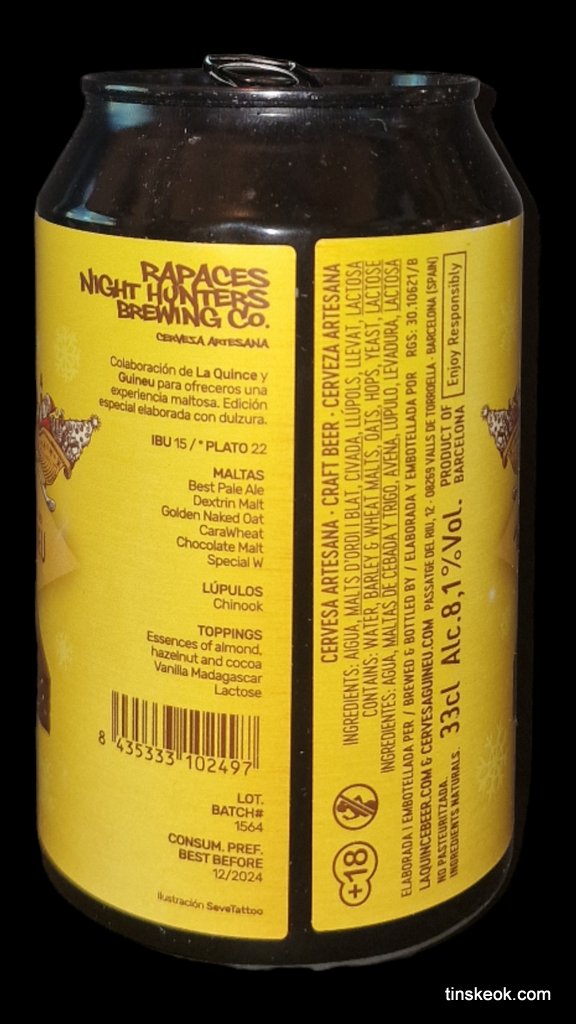 RAPACES
NIGHT HUNTERS
BREWING CO.
CERVEZA ARTESANA
Colaboración de La Quince y
Guineu para ofreceros una
experiencia maltosa. Edición
especial elaborada con dulzura.
IBU 15 / ° PLATO 22
MALTAS
Best Pale Ale
Dextrin Malt
Golden Naked Oat
CaraWheat
Chocolate Malt
Special W
LÚPULOS
Chinook
TOPPINGS
Essences of almond,
hazelnut and cocoa
Vanilla Madagascar
Lactose
8 435333 102497
LOT.
BATCH#
1564
CONSUM. PREF.
BEST BEFORE
12/2024
Ilustración SeveTattoo
CERVESA ARTESANA · CRAFT BEER · CERVEZA ARTESANA
INGREDIENTS: AIGUA, MALTS D'ORDI I BLAT, CIVADA, LLÚPOLS, LLEVAT, LACTOSA
CONTAINS: WATER, BARLEY & WHEAT MALTS, OATS, HOPS, YEAST, LACTOSE
INGREDIENTES: AGUA, MALTAS DE CEBADA Y TRIGO, AVENA, LÚPULO, LEVADURA, LACTOSA
ELABORADA I EMBOTELLADA PER / BREWED & BOTTLED BY / ELABORADA Y EMBOTELLADA POR RGS: 30.10621/B
LAQUINCEBEER.COM & CERVESAGUINEU.COM PASSATGE DEL RIU, 12 · 08269 VALLS DE TORROELLA · BARCELONA (SPAIN)
NO PASTEURITZADA.
INGREDIENTS NATURALS.
33cl Alc.8,1 %Vol.
PRODUCT OF
BARCELONA
Enjoy Responsibly
+18
tinskeok.com